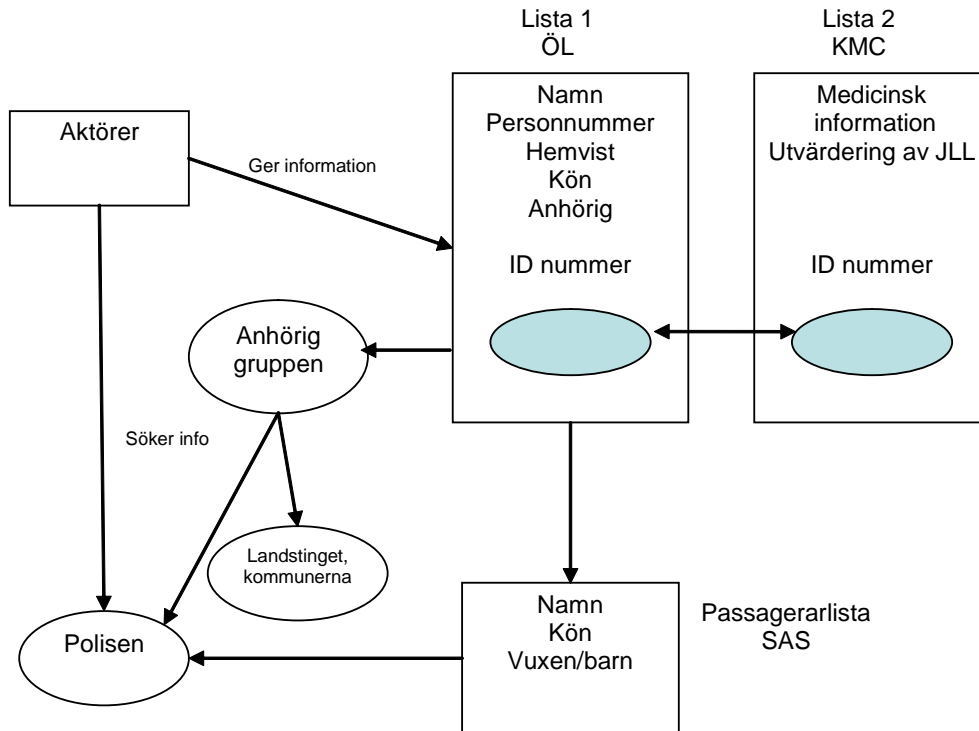 Lista 1
ÖL
Lista 2
KMC
Aktörer
Ger information
Namn
Personnummer
Hemvist
Kön
Anhörig
ID nummer
Medicinsk
information
Utvärdering av JLL
ID nummer
Anhörig
gruppen
Söker info
Landstinget,
kommunerna
Polisen
Namn
Kön
Vuxen/barn
Passagerarlista
SAS